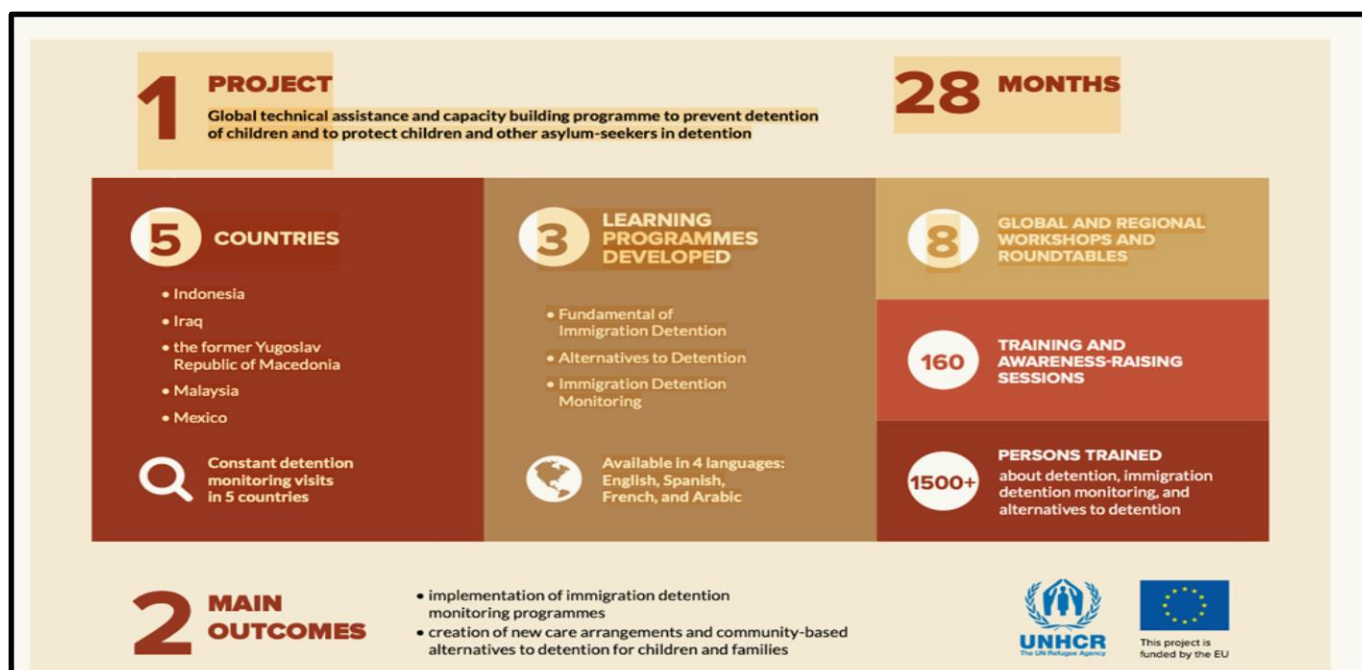 1 PROJECT
Global technical assistance and capacity building programme to prevent detention
of children and to protect children and other asylum-seekers in detention
28 MONTHS
5 COUNTRIES
• Indonesia
• Iraq
• the former Yugoslav
Republic of Macedonia
• Malaysia
• Mexico
Constant detention
monitoring visits
in 5 countries
3 LEARNING
PROGRAMMES
DEVELOPED
• Fundamental of
Immigration Detention
• Alternatives to Detention
• Immigration Detention
Monitoring
Available in 4 languages:
English, Spanish,
French, and Arabic
8 GLOBAL AND REGIONAL
WORKSHOPS AND
ROUNDTABLES
160 TRAINING AND
AWARENESS-RAISING
SESSIONS
1500+ PERSONS TRAINED
about detention, immigration
detention monitoring, and
alternatives to detention
2 MAIN
OUTCOMES
• implementation of immigration detention
monitoring programmes
• creation of new care arrangements and community-based
alternatives to detention for children and families
UNHCR
The UN Refugee Agency
This project is
funded by the EU